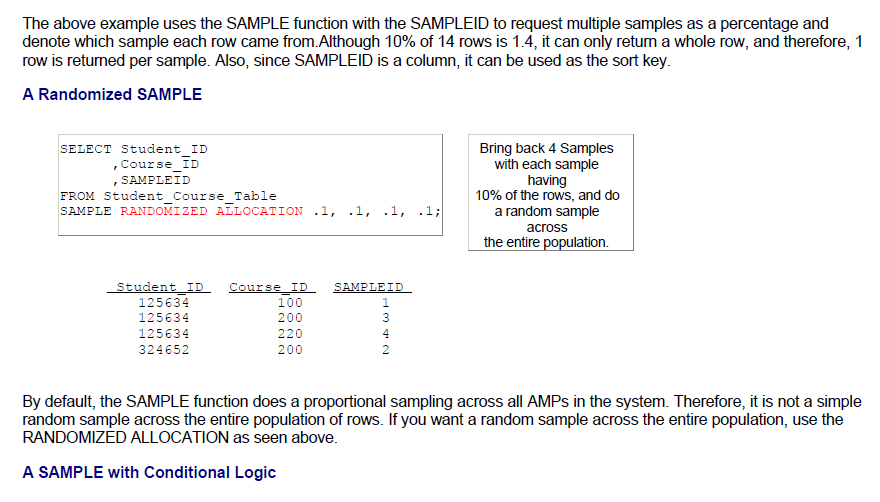 The above example uses the SAMPLE function with the SAMPLEID to request multiple samples as a percentage and
denote which sample each row came from.Although 10% of 14 rows is 1.4, it can only return a whole row, and therefore, 1
row is returned per sample. Also, since SAMPLEID is a column, it can be used as the sort key.
A Randomized SAMPLE
SELECT Student_ID
,Course_ID
,SAMPLEID
FROM Student_Course_Table
SAMPLE RANDOMIZED ALLOCATION .1, .1, .1, .1;
Bring back 4 Samples
with each sample
having
10% of the rows, and do
a random sample
across
the entire population.
Student_ID Course_ID SAMPLEID
125634 100 1
125634 200 3
125634 220 4
324652 200 2
By default, the SAMPLE function does a proportional sampling across all AMPs in the system. Therefore, it is not a simple
random sample across the entire population of rows. If you want a random sample across the entire population, use the
RANDOMIZED ALLOCATION as seen above.
A SAMPLE with Conditional Logic